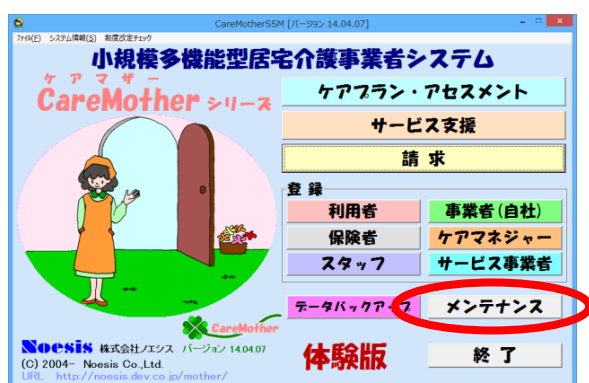 CareMotherSSM [バージョン 14.04.07]
ファイル(F) システム情報(S) 制度改定チェック
小規模多機能型居宅介護事業者システム
ケアマザー
CareMother シリーズ
ケアプラン・アセスメント
サービス支援
請 求
登 録
利用者 事業者(自社)
保険者 ケアマネジャー
スタッフ サービス事業者
データバックアップ メンテナンス
CareMother
Noesis 株式会社ノエシス バージョン 14.04.07
体験版 終 了
(C) 2004- Noesis Co.,Ltd.
URL http://noesis.dev.co.jp/mother/